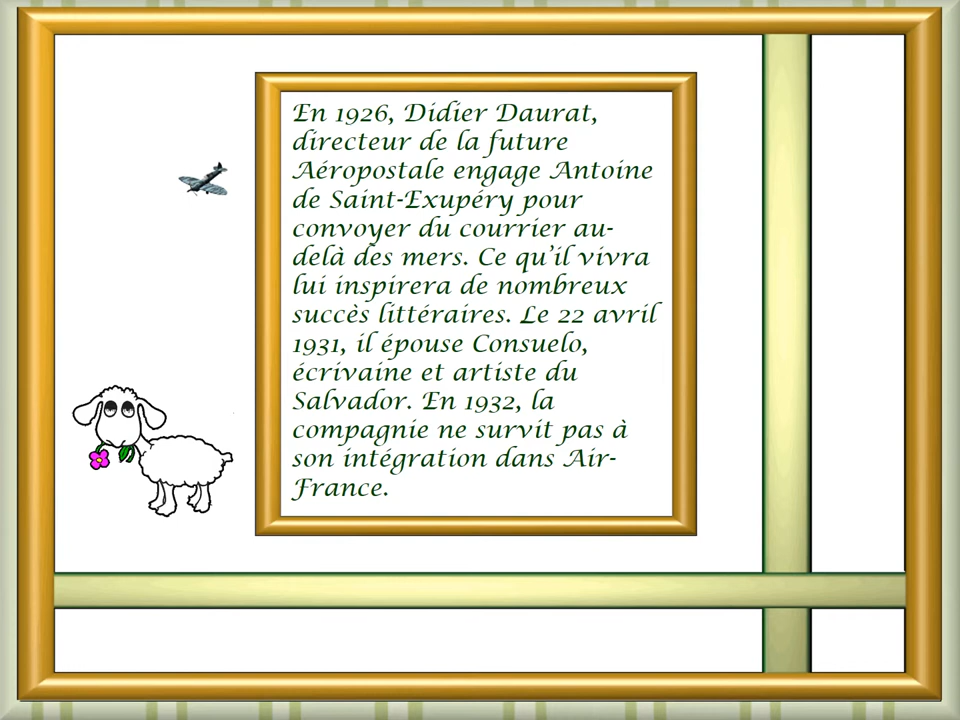 En 1926, Didier Daurat,
directeur de la future
Aéropostale engage Antoine
de Saint-Exupéry pour
convoyer du courrier au-
delà des mers. Ce qu'il vivra
lui inspirera de nombreux
succès littéraires. Le 22 avril
1931, il épouse Consuelo,
écrivaine et artiste du
Salvador. En 1932, la
compagnie ne survit pas à
son intégration dans Air-
France.